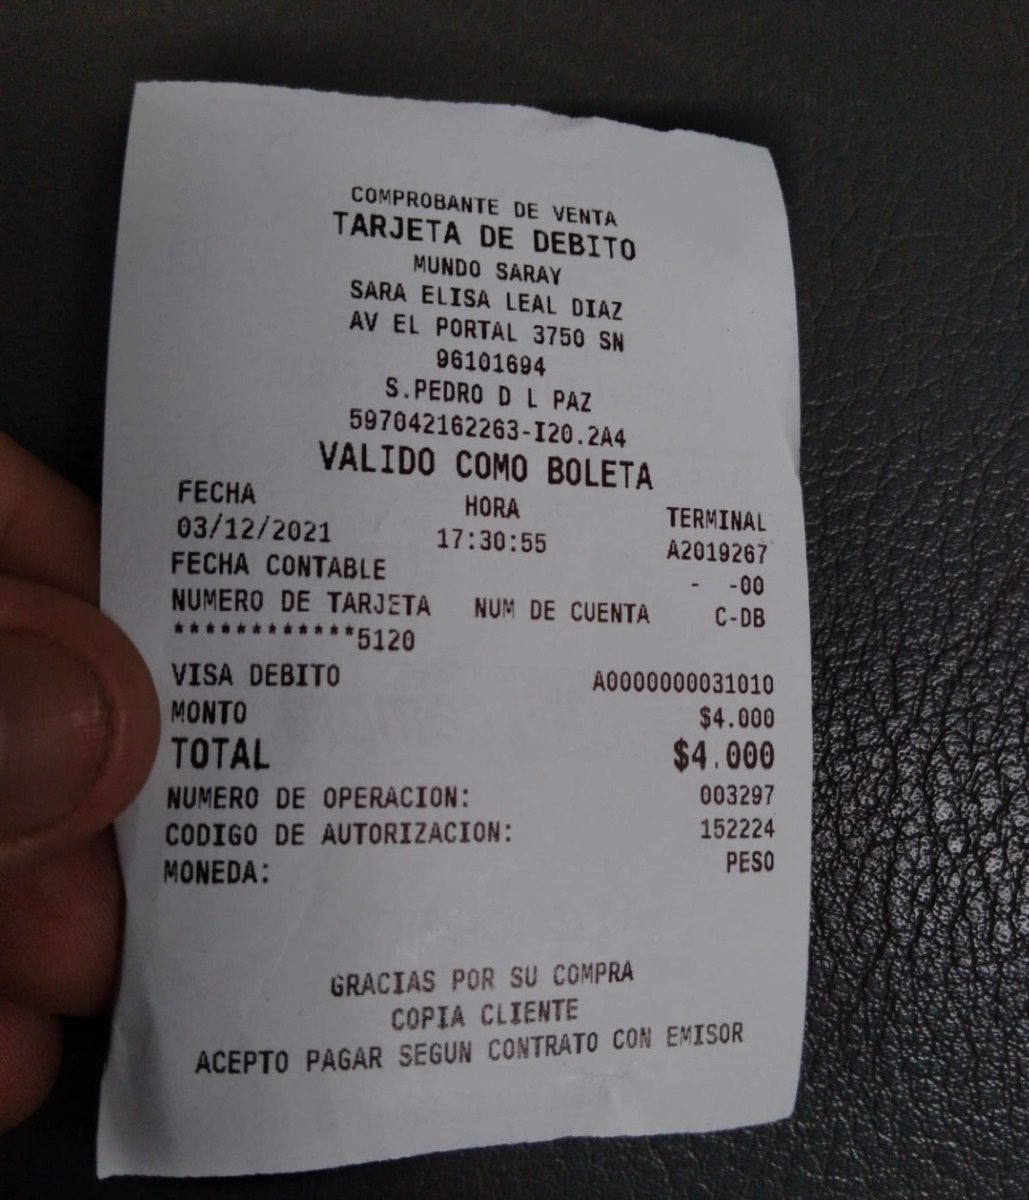 COMPROBANTE DE VENTA
TARJETA DE DEBITO
MUNDO SARAY
SARA ELISA LEAL DIAZ
AV EL PORTAL 3750 SN
96101694
S.PEDRO D L PAZ
597042162263-I20.2A4
VALIDO COMO BOLETA
FECHA HORA TERMINAL
03/12/2021 17:30:55 A2019267
FECHA CONTABLE - -00
NUMERO DE TARJETA NUM DE CUENTA C-DB
************5120
VISA DEBITO A0000000031010
MONTO $4.000
TOTAL $4.000
NUMERO DE OPERACION: 003297
CODIGO DE AUTORIZACION: 152224
MONEDA: PESO
GRACIAS POR SU COMPRA
COPIA CLIENTE
ACEPTO PAGAR SEGUN CONTRATO CON EMISOR